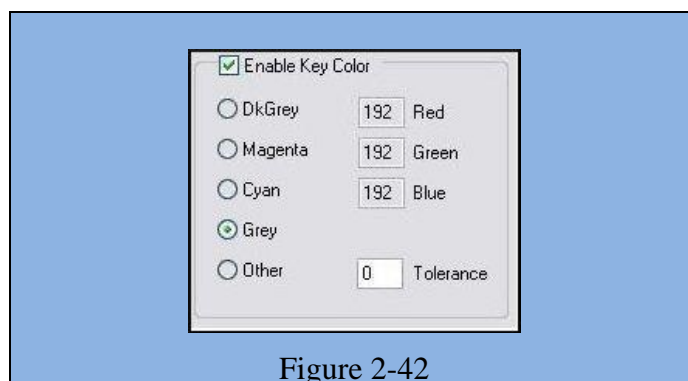 Enable Key Color
DkGrey 192 Red
Magenta 192 Green
Cyan 192 Blue
Grey
Other 0 Tolerance
Figure 2-42